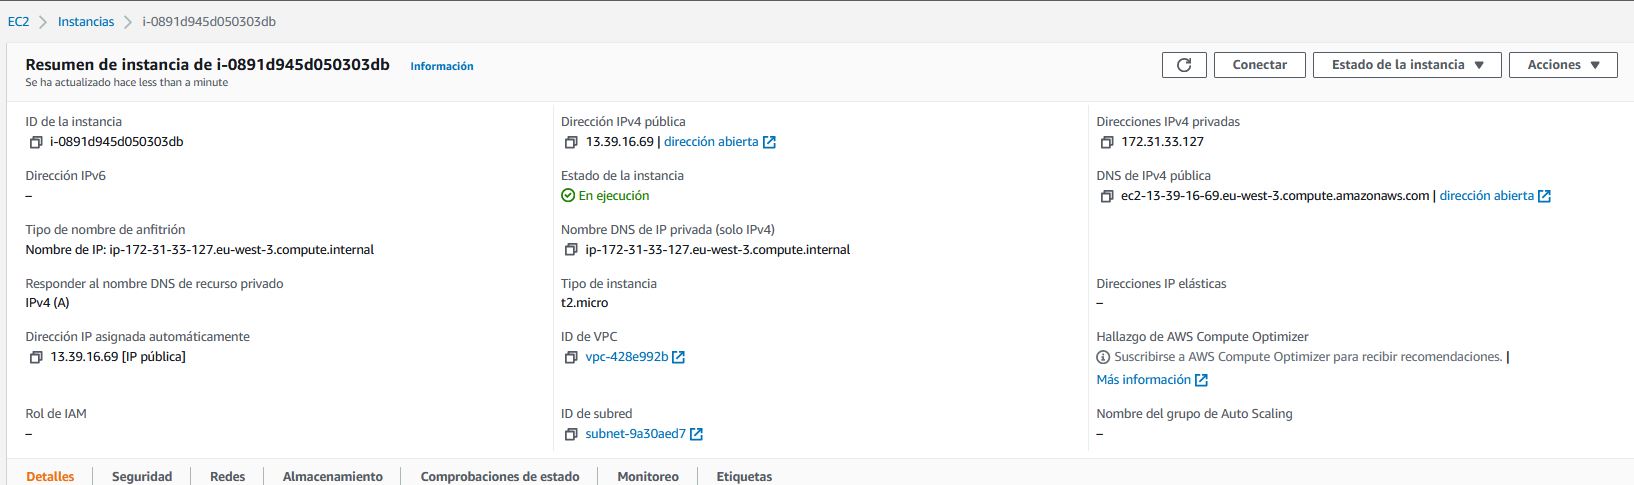 EC2 > Instancias > i-0891d945d050303db
Resumen de instancia de i-0891d945d050303db Información
Se ha actualizado hace less than a minute
Conectar
Estado de la instancia
Acciones
ID de la instancia
i-0891d945d050303db
Dirección IPv4 pública
13.39.16.69 | dirección abierta
Direcciones IPv4 privadas
172.31.33.127
Dirección IPv6
–
Estado de la instancia
En ejecución
DNS de IPv4 pública
ec2-13-39-16-69.eu-west-3.compute.amazonaws.com | dirección abierta
Tipo de nombre de anfitrión
Nombre de IP: ip-172-31-33-127.eu-west-3.compute.internal
Nombre DNS de IP privada (solo IPv4)
ip-172-31-33-127.eu-west-3.compute.internal
Responder al nombre DNS de recurso privado
IPv4 (A)
Tipo de instancia
t2.micro
Direcciones IP elásticas
–
Dirección IP asignada automáticamente
13.39.16.69 [IP pública]
ID de VPC
vpc-428e992b
Hallazgo de AWS Compute Optimizer
Suscribirse a AWS Compute Optimizer para recibir recomendaciones. |
Más información
Rol de IAM
–
ID de subred
subnet-9a30aed7
Nombre del grupo de Auto Scaling
–
Detalles
Seguridad
Redes
Almacenamiento
Comprobaciones de estado
Monitoreo
Etiquetas